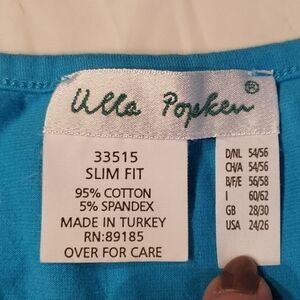 Ulla Popken®
33515
SLIM FIT
95% COTTON
5% SPANDEX
MADE IN TURKEY
RN:89185
OVER FOR CARE
D/NL 54/56
CH/A 54/56
B/F/E 56/58
I 60/62
GB 28/30
USA 24/26